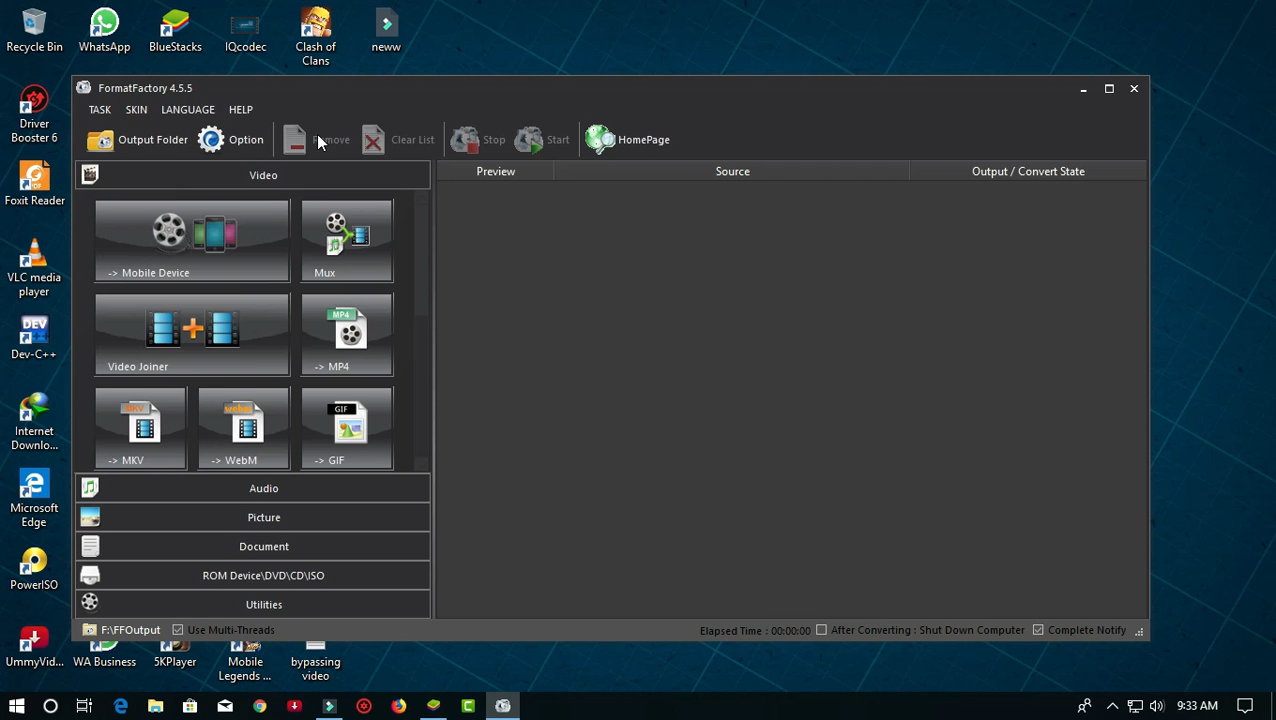 Recycle Bin
WhatsApp
BlueStacks
IQcodec
Clash of
Clans
neww
Driver
Booster 6
Foxit Reader
VLC media
player
DEV
Dev-C++
Internet
Downlo...
Microsoft
Edge
PowerISO
UmmyVid...
WA Business
5KPlayer
Mobile
Legends ...
bypassing
video
FormatFactory 4.5.5
TASK
SKIN
LANGUAGE
HELP
Output Folder
Option
Remove
Clear List
Stop
Start
HomePage
Video
Preview
Source
Output / Convert State
-> Mobile Device
Mux
Video Joiner
MP4
-> MP4
MKV
-> MKV
webm
-> WebM
GIF
-> GIF
Audio
Picture
Document
ROM Device\DVD\CD\ISO
Utilities
F:\FFOutput
Use Multi-Threads
Elapsed Time : 00:00:00
After Converting : Shut Down Computer
Complete Notify
9:33 AM